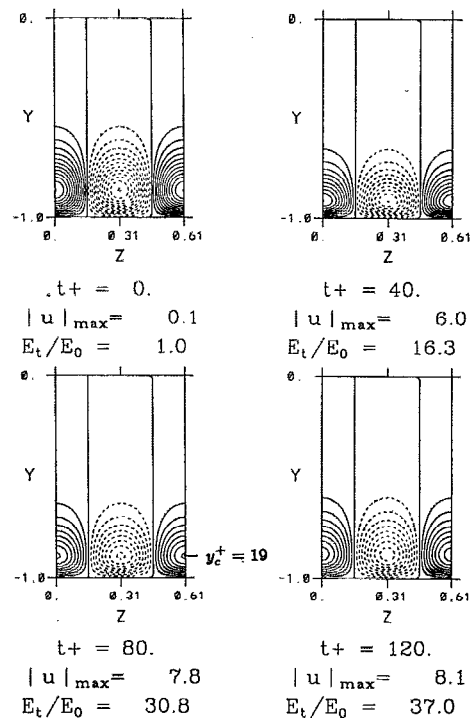 0.
0.
Y
Y
-1.0
-1.0
0. 0.31 0.61
0. 0.31 0.61
Z
Z
t+ = 0.
t+ = 40.
| u |max= 0.1
| u |max= 6.0
Et/E0 = 1.0
Et/E0 = 16.3
0.
0.
Y
Y
yc+ = 19
-1.0
-1.0
0. 0.31 0.61
0. 0.31 0.61
Z
Z
t+ = 80.
t+ = 120.
| u |max= 7.8
| u |max= 8.1
Et/E0 = 30.8
Et/E0 = 37.0